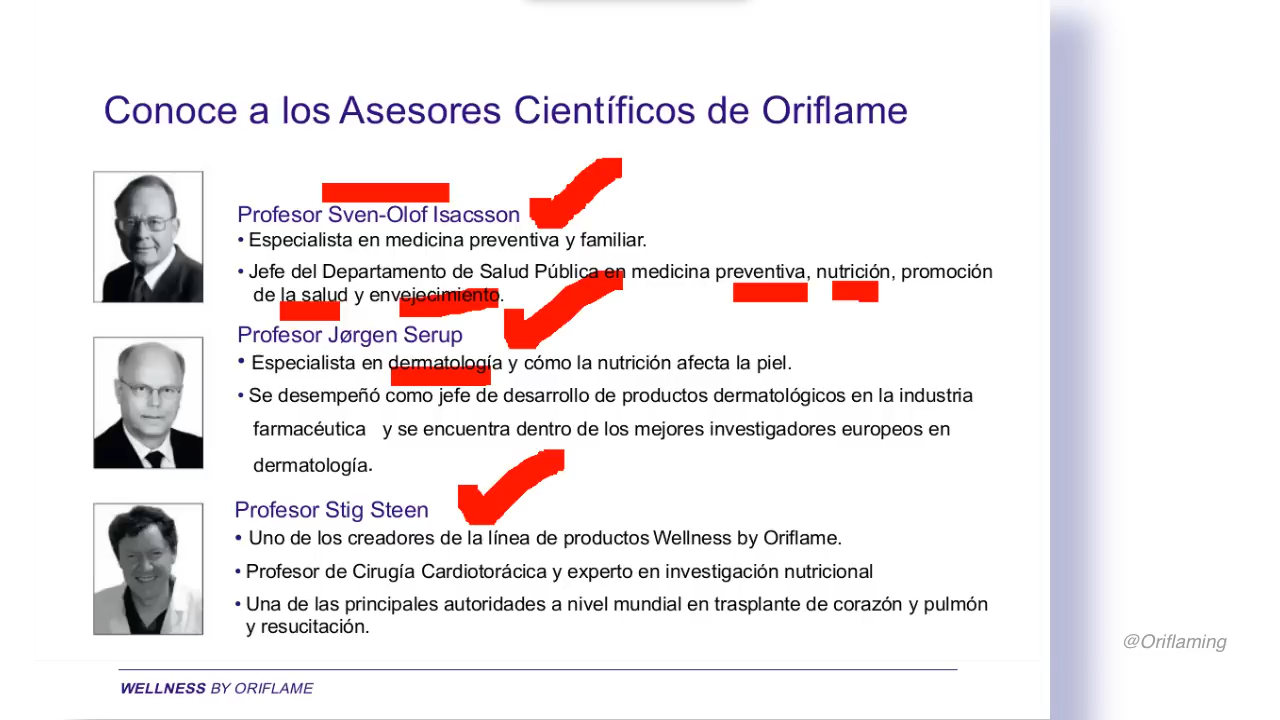 Conoce a los Asesores Científicos de Oriflame
Profesor Sven-Olof Isacsson
• Especialista en medicina preventiva y familiar.
• Jefe del Departamento de Salud Pública en medicina preventiva, nutrición, promoción
de la salud y envejecimiento.
Profesor Jørgen Serup
• Especialista en dermatología y cómo la nutrición afecta la piel.
• Se desempeñó como jefe de desarrollo de productos dermatológicos en la industria
farmacéutica y se encuentra dentro de los mejores investigadores europeos en
dermatología.
Profesor Stig Steen
• Uno de los creadores de la línea de productos Wellness by Oriflame.
• Profesor de Cirugía Cardiotorácica y experto en investigación nutricional
• Una de las principales autoridades a nivel mundial en trasplante de corazón y pulmón
y resucitación.
@Oriflaming
WELLNESS BY ORIFLAME